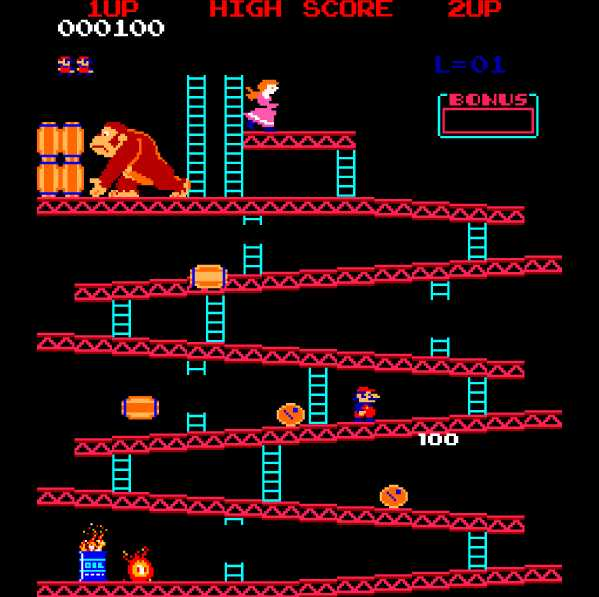 1UP HIGH SCORE 2UP
000100
L=01
BONUS
100
OIL